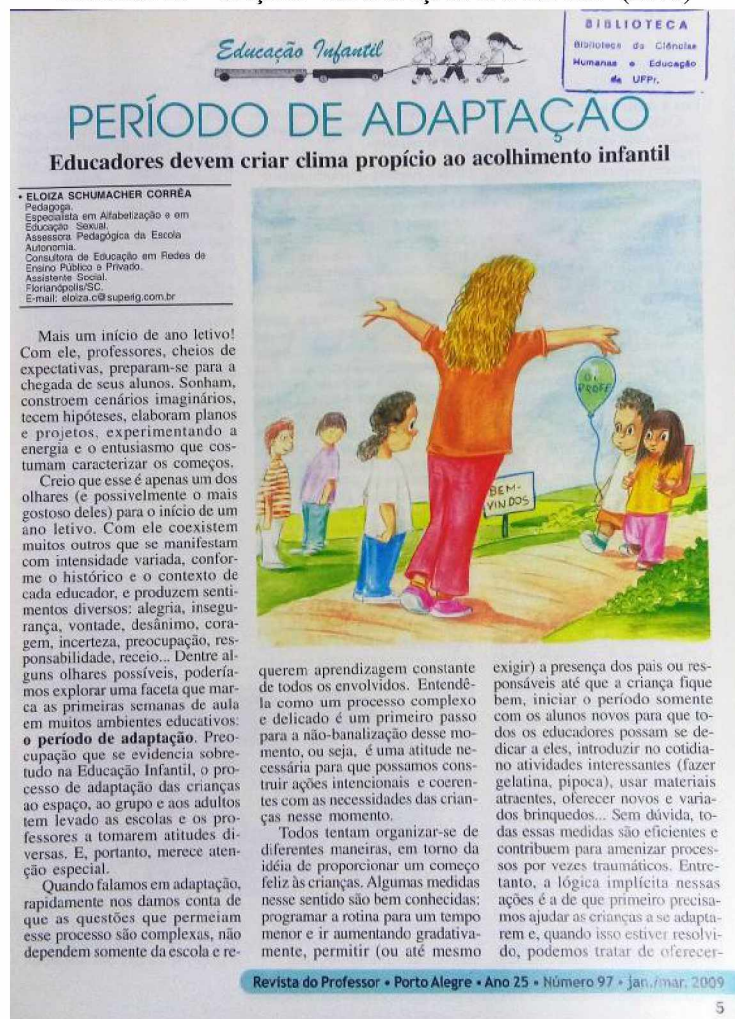 Educação Infantil
BIBLIOTECA
Biblioteca de Ciências
Humanas e Educação
da UFPr.
PERÍODO DE ADAPTAÇÃO
Educadores devem criar clima propício ao acolhimento infantil
• ELOIZA SCHUMACHER CORRÊA
Pedagoga.
Especialista em Alfabetização e em
Educação Sexual.
Assessora Pedagógica da Escola
Autonomia.
Consultora de Educação em Redes de
Ensino Público e Privado.
Assistente Social.
Florianópolis/SC.
E-mail: eloiza.c@superig.com.br
Mais um início de ano letivo!
Com ele, professores, cheios de
expectativas, preparam-se para a
chegada de seus alunos. Sonham,
constroem cenários imaginários,
tecem hipóteses, elaboram planos
e projetos, experimentando a
energia e o entusiasmo que cos-
tumam caracterizar os começos.
Creio que esse é apenas um dos
olhares (e possivelmente o mais
gostoso deles) para o início de um
ano letivo. Com ele coexistem
muitos outros que se manifestam
com intensidade variada, confor-
me o histórico e o contexto de
cada educador, e produzem senti-
mentos diversos: alegria, insegu-
rança, vontade, desânimo, cora-
gem, incerteza, preocupação, res-
ponsabilidade, receio... Dentre al-
guns olhares possíveis, podería-
mos explorar uma faceta que mar-
ca as primeiras semanas de aula
em muitos ambientes educativos:
o período de adaptação. Preo-
cupação que se evidencia sobre-
tudo na Educação Infantil, o pro-
cesso de adaptação das crianças
ao espaço, ao grupo e aos adultos
tem levado as escolas e os pro-
fessores a tomarem atitudes di-
versas. E, portanto, merece aten-
ção especial.
Quando falamos em adaptação,
rapidamente nos damos conta de
que as questões que permeiam
esse processo são complexas, não
dependem somente da escola e re-
OI
PROFE
BEM-
VINDOS
querem aprendizagem constante
de todos os envolvidos. Entendê-
la como um processo complexo
e delicado é um primeiro passo
para a não-banalização desse mo-
mento, ou seja, é uma atitude ne-
cessária para que possamos cons-
truir ações intencionais e coeren-
tes com as necessidades das crian-
ças nesse momento.
Todos tentam organizar-se de
diferentes maneiras, em torno da
idéia de proporcionar um começo
feliz às crianças. Algumas medidas
nesse sentido são bem conhecidas:
programar a rotina para um tempo
menor e ir aumentando gradativa-
mente, permitir (ou até mesmo
exigir) a presença dos pais ou res-
ponsáveis até que a criança fique
bem, iniciar o período somente
com os alunos novos para que to-
dos os educadores possam se de-
dicar a eles, introduzir no cotidia-
no atividades interessantes (fazer
gelatina, pipoca), usar materiais
atraentes, oferecer novos e varia-
dos brinquedos... Sem dúvida, to-
das essas medidas são eficientes e
contribuem para amenizar proces-
sos por vezes traumáticos. Entre-
tanto, a lógica implícita nessas
ações é a de que primeiro precisa-
mos ajudar as crianças a se adapta-
rem e, quando isso estiver resolvi-
do, podemos tratar de oferecer-
Revista do Professor • Porto Alegre • Ano 25 • Número 97 • jan./mar. 2009
5